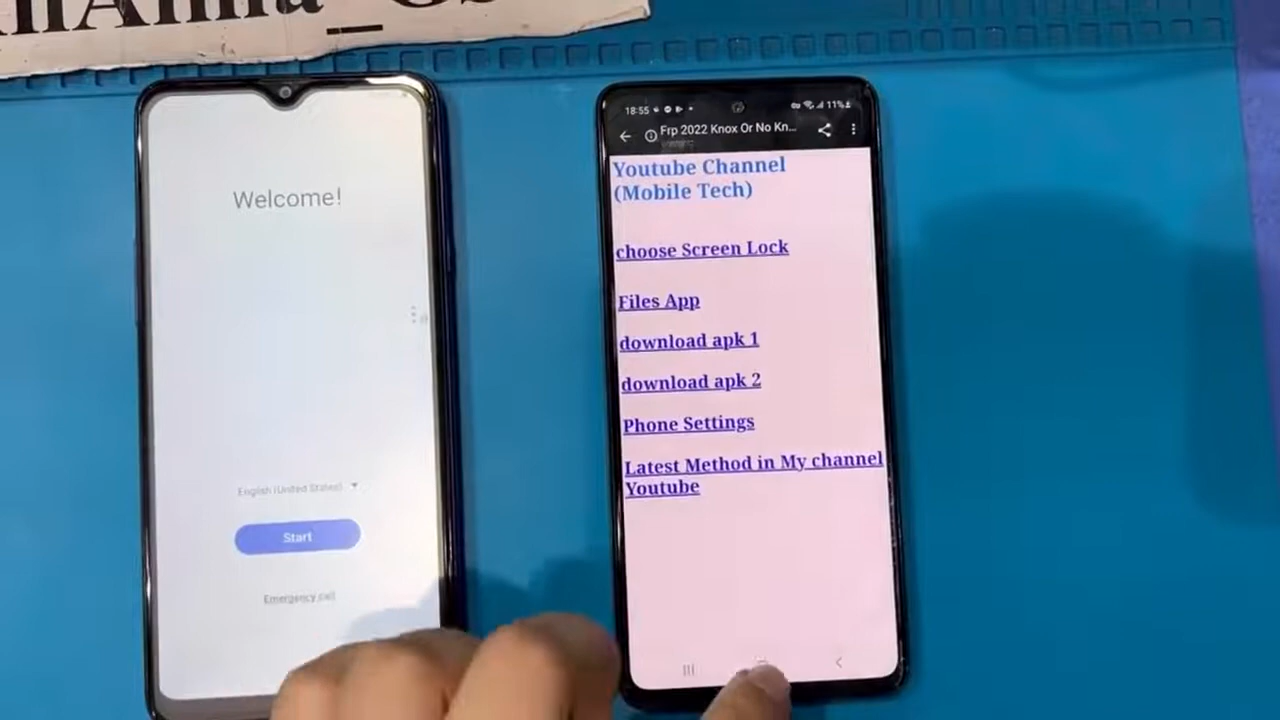 Welcome!
English (United States)
Start
Emergency call
18:55
11%
Frp 2022 Knox Or No Kn...
Youtube Channel
(Mobile Tech)
choose Screen Lock
Files App
download apk 1
download apk 2
Phone Settings
Latest Method in My channel
Youtube